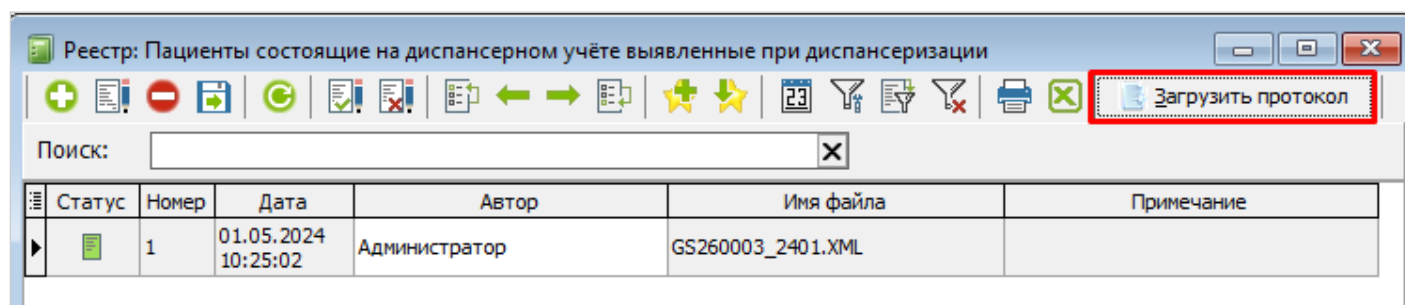 Реестр: Пациенты состоящие на диспансерном учёте выявленные при диспансеризации
23
Загрузить протокол
Поиск:
Статус Номер Дата Автор Имя файла Примечание
1 01.05.2024 10:25:02 Администратор GS260003_2401.XML